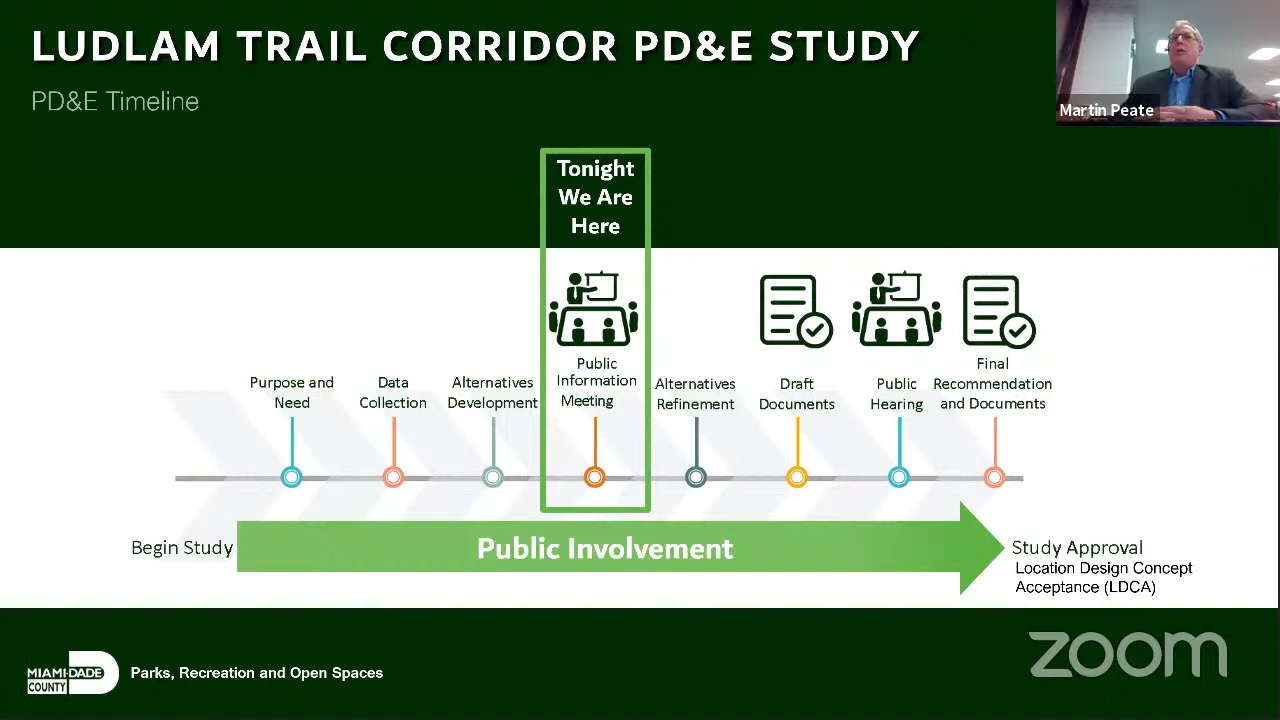 LUDLAM TRAIL CORRIDOR PD&E STUDY
PD&E Timeline
Martin Peate
Tonight
We Are
Here
Purpose and
Need
Data
Collection
Alternatives
Development
Public
Information
Meeting
Alternatives
Refinement
Draft
Documents
Public
Hearing
Final
Recommendation
and Documents
Begin Study
Public Involvement
Study Approval
Location Design Concept
Acceptance (LDCA)
MIAMI-DADE
COUNTY
Parks, Recreation and Open Spaces
zoom